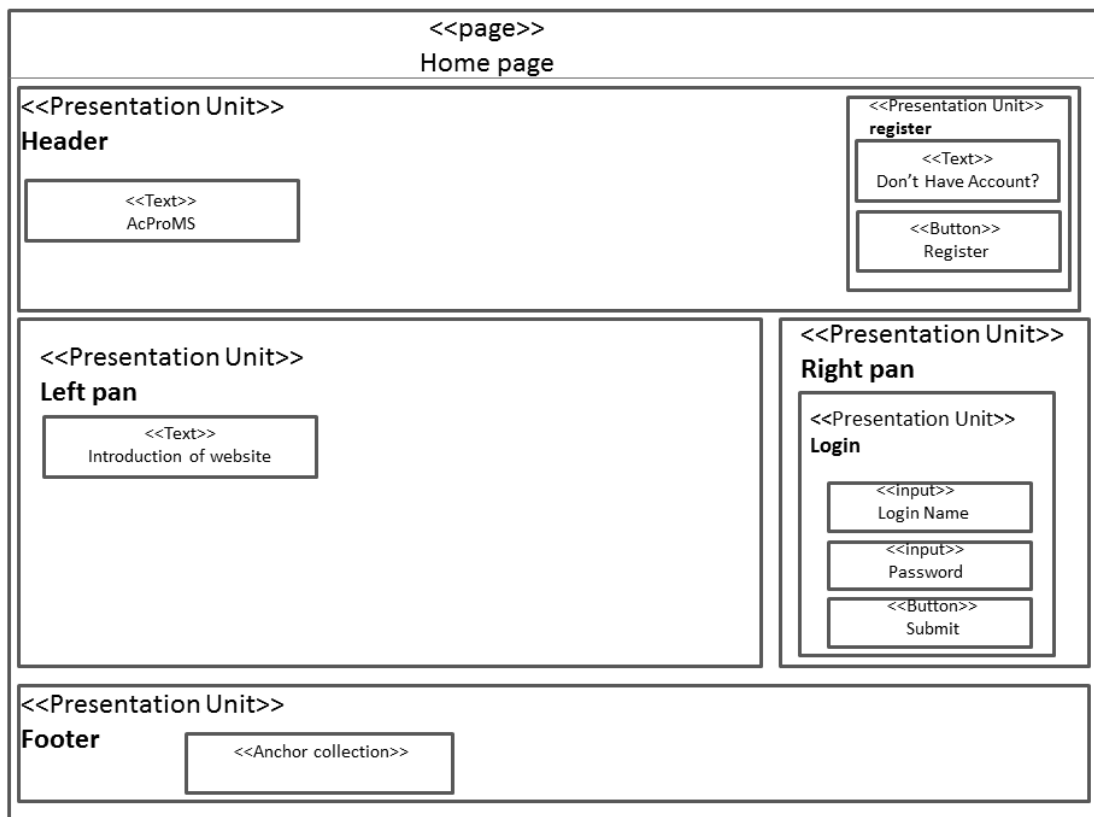 <<page>>
Home page
<<Presentation Unit>>
Header
<<Text>>
AcProMS
<<Presentation Unit>>
register
<<Text>>
Don’t Have Account?
<<Button>>
Register
<<Presentation Unit>>
Left pan
<<Text>>
Introduction of website
<<Presentation Unit>>
Right pan
<<Presentation Unit>>
Login
<<input>>
Login Name
<<input>>
Password
<<Button>>
Submit
<<Presentation Unit>>
Footer
<<Anchor collection>>